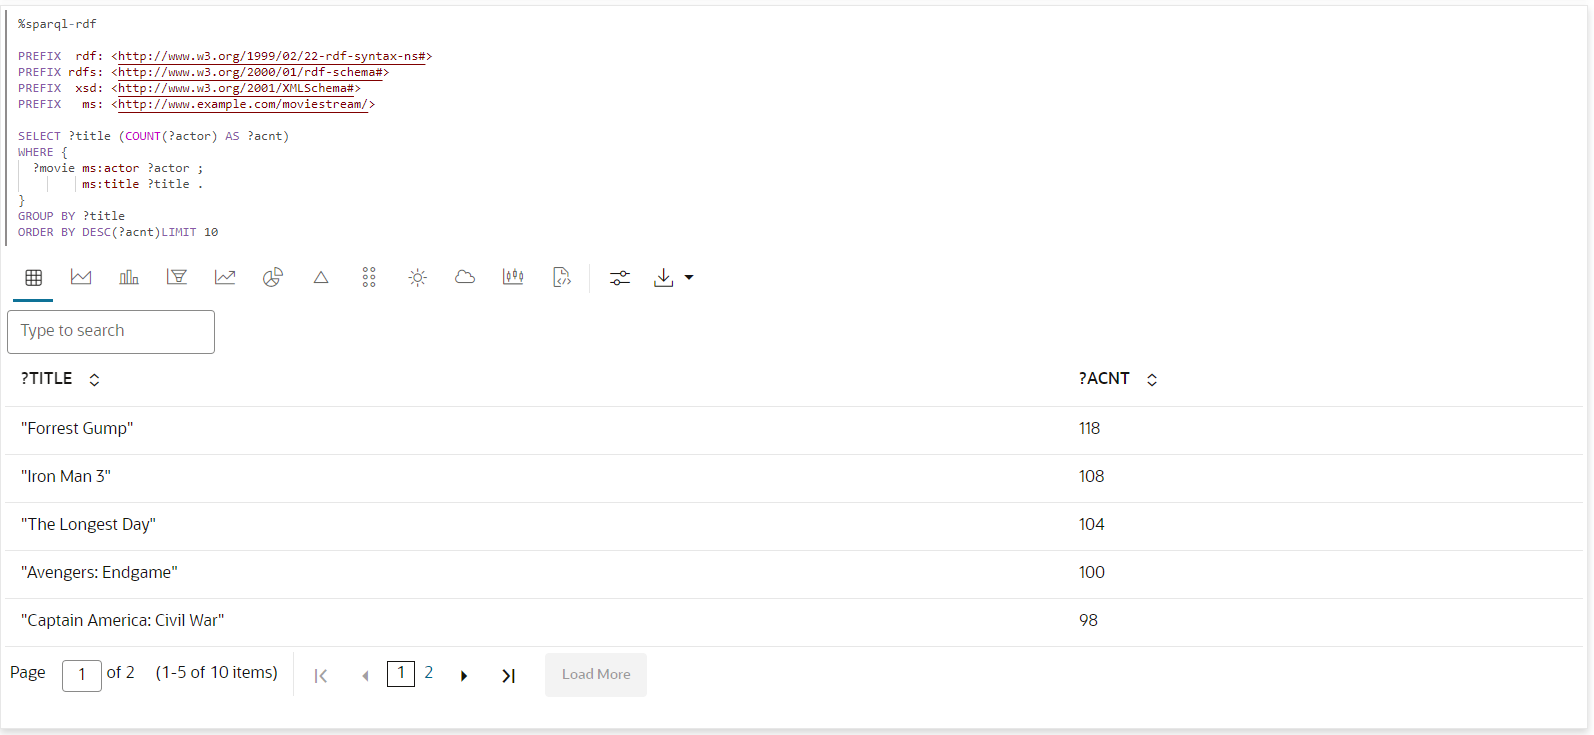 %sparql-rdf
PREFIX  rdf: <http://www.w3.org/1999/02/22-rdf-syntax-ns#>
PREFIX rdfs: <http://www.w3.org/2000/01/rdf-schema#>
PREFIX  xsd: <http://www.w3.org/2001/XMLSchema#>
PREFIX   ms: <http://www.example.com/moviestream/>
SELECT ?title (COUNT(?actor) AS ?acnt)
WHERE {
  ?movie ms:actor ?actor ;
         ms:title ?title .
}
GROUP BY ?title
ORDER BY DESC(?acnt)LIMIT 10
Type to search
?TITLE ?ACNT
"Forrest Gump" 118
"Iron Man 3" 108
"The Longest Day" 104
"Avengers: Endgame" 100
"Captain America: Civil War" 98
Page 1 of 2 (1-5 of 10 items) 1 2 Load More